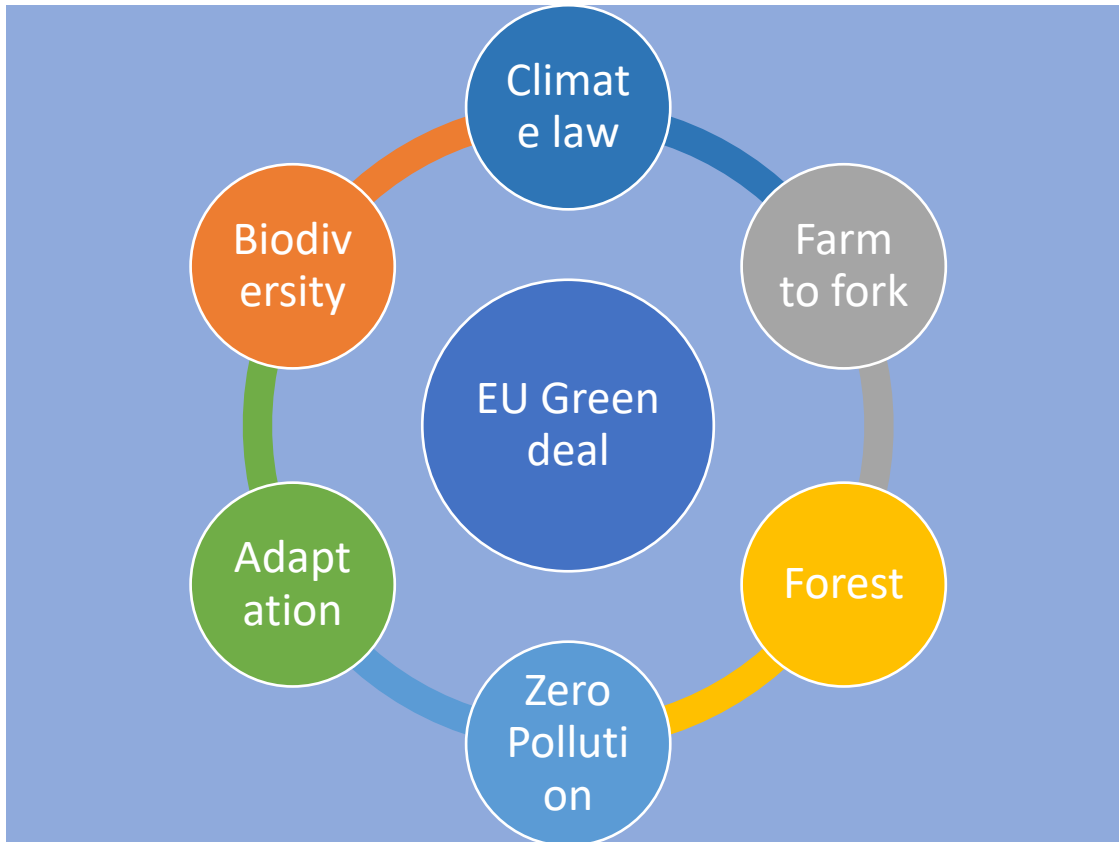 Climat
e law
Farm
to fork
Forest
Zero
Polluti
on
Adapt
ation
Biodiv
ersity
EU Green
deal